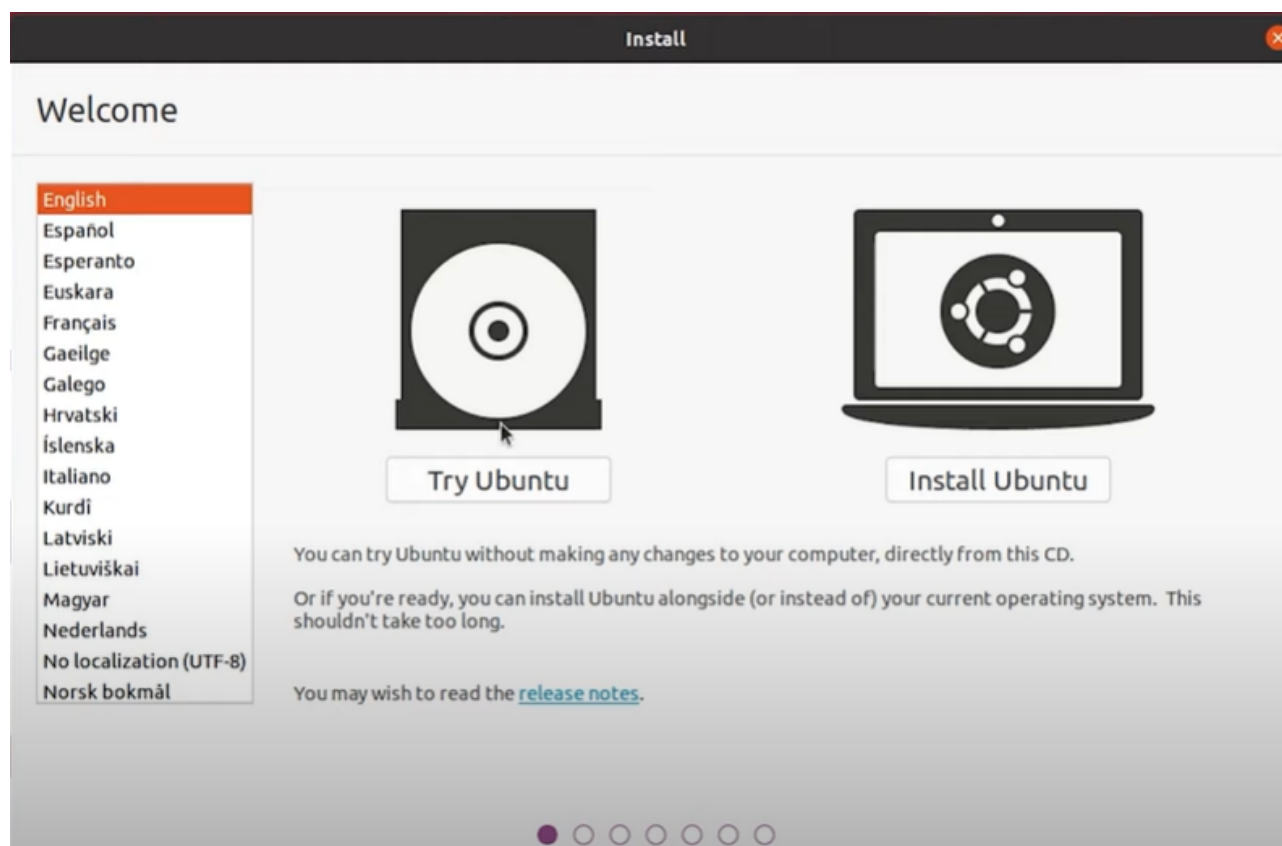 Install
Welcome
English
Español
Esperanto
Euskara
Français
Gaeilge
Galego
Hrvatski
Íslenska
Italiano
Kurdî
Latviski
Lietuviškai
Magyar
Nederlands
No localization (UTF-8)
Norsk bokmål
Try Ubuntu
Install Ubuntu
You can try Ubuntu without making any changes to your computer, directly from this CD.
Or if you're ready, you can install Ubuntu alongside (or instead of) your current operating system. This
shouldn't take too long.
You may wish to read the release notes.